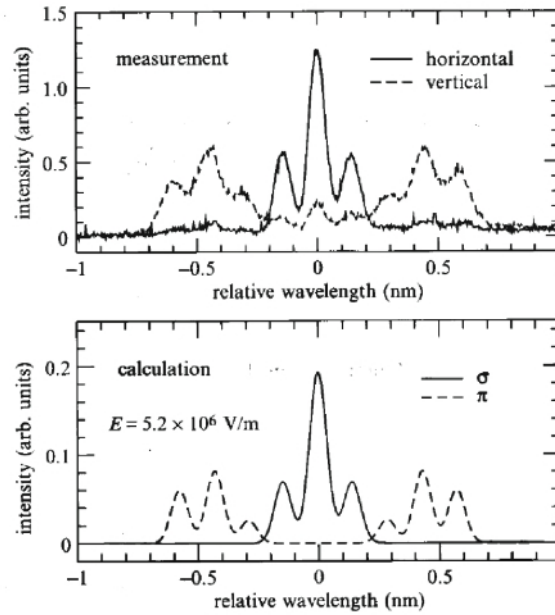 1.5
measurement
horizontal
vertical
1.0
0.5
0
intensity (arb. units)
−1
−0.5
0
0.5
relative wavelength (nm)
calculation
σ
π
0.2
E = 5.2 × 10⁶ V/m
0.1
0
intensity (arb. units)
−1
−0.5
0
0.5
relative wavelength (nm)